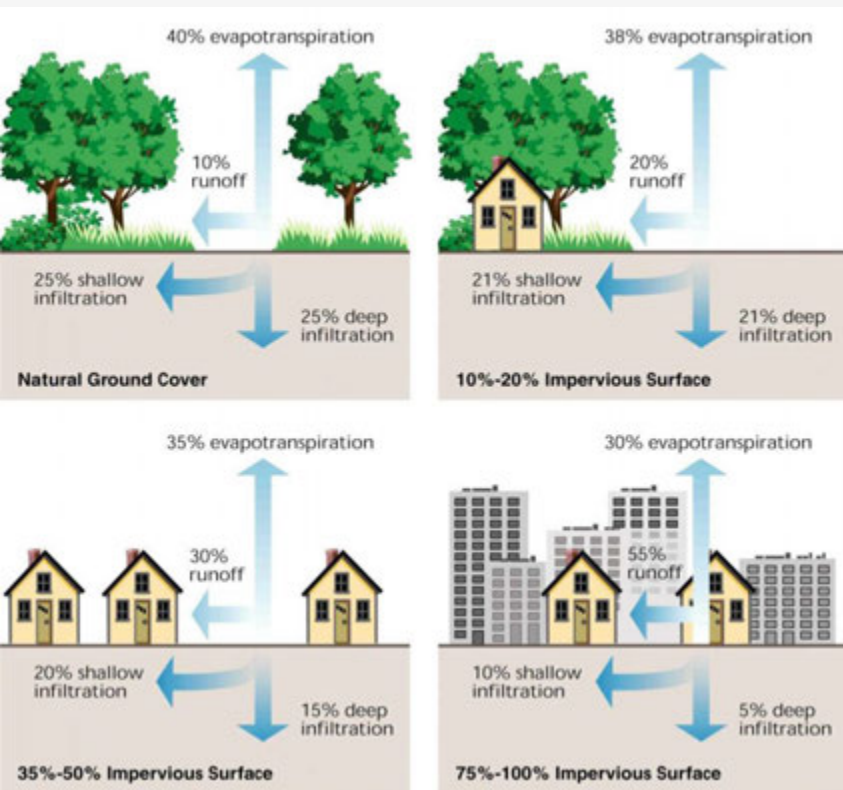 40% evapotranspiration
10%
runoff
25% shallow
infiltration
25% deep
infiltration
Natural Ground Cover
38% evapotranspiration
20%
runoff
21% shallow
infiltration
21% deep
infiltration
10%-20% Impervious Surface
35% evapotranspiration
30%
runoff
20% shallow
infiltration
15% deep
infiltration
35%-50% Impervious Surface
30% evapotranspiration
55%
runoff
10% shallow
infiltration
5% deep
infiltration
75%-100% Impervious Surface